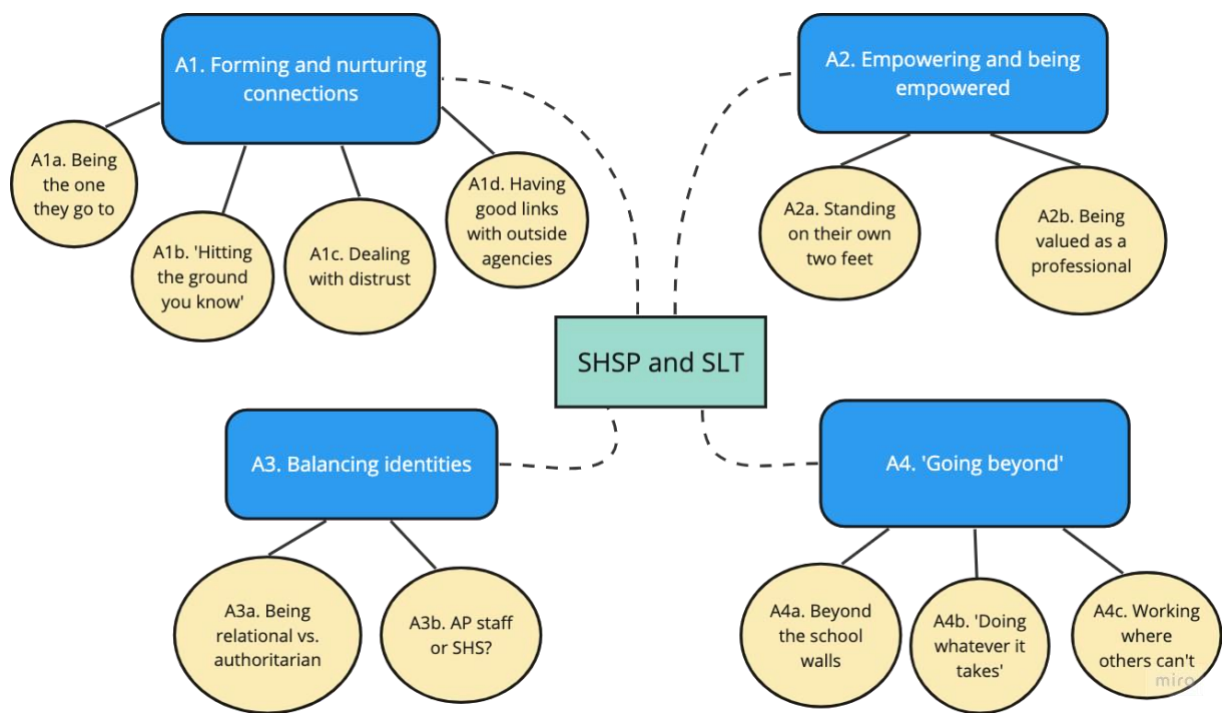 A1. Forming and nurturing
connections
A2. Empowering and being
empowered
A1a. Being
the one
they go to
A1b. 'Hitting
the ground
you know'
A1c. Dealing
with distrust
A1d. Having
good links
with outside
agencies
A2a. Standing
on their own
two feet
A2b. Being
valued as a
professional
SHSP and SLT
A3. Balancing identities
A4. 'Going beyond'
A3a. Being
relational vs.
authoritarian
A3b. AP staff
or SHS?
A4a. Beyond
the school
walls
A4b. 'Doing
whatever it
takes'
A4c. Working
where
others can't
miro